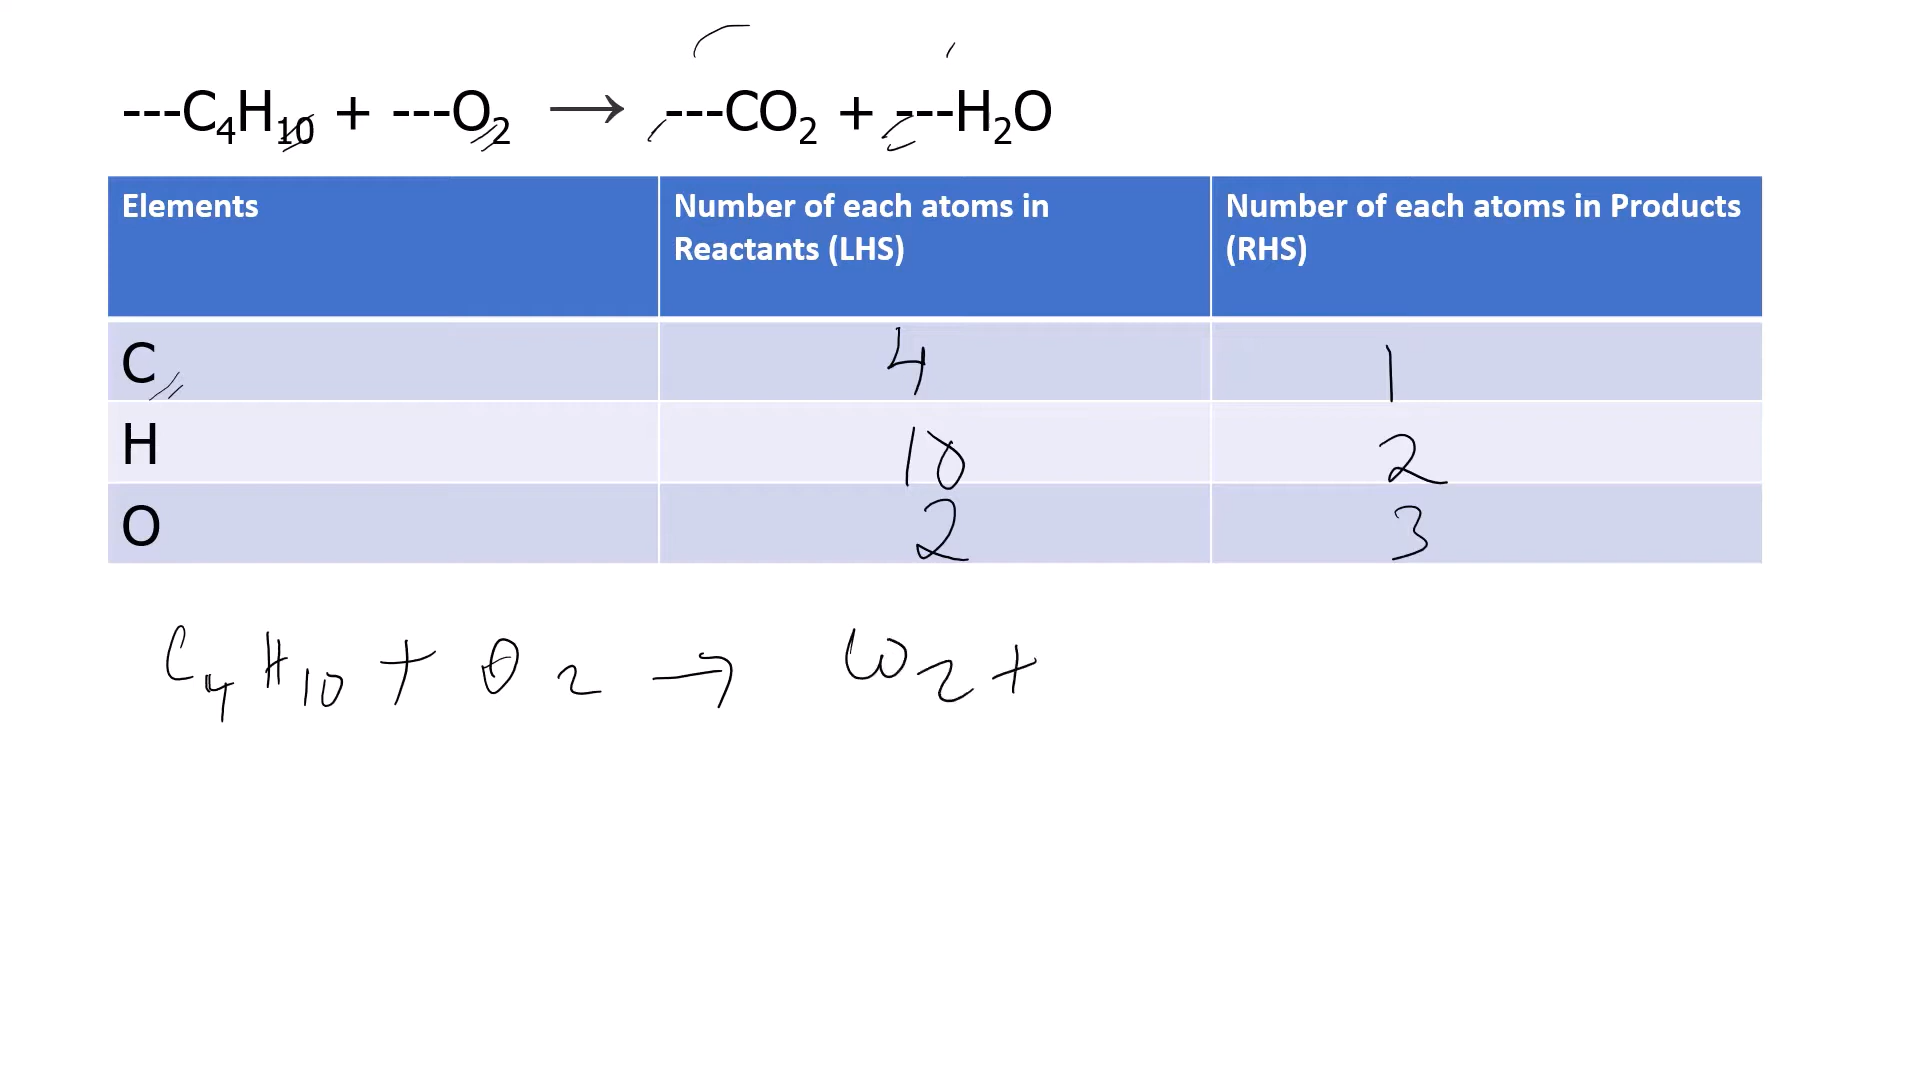 ---C₄H₁₀ + ---O₂ ⟶ ---CO₂ + ---H₂O
Elements Number of each atoms in Reactants (LHS) Number of each atoms in Products (RHS)
C 4 1
H 10 2
O 2 3
C₄H₁₀ + O₂ → CO₂ +